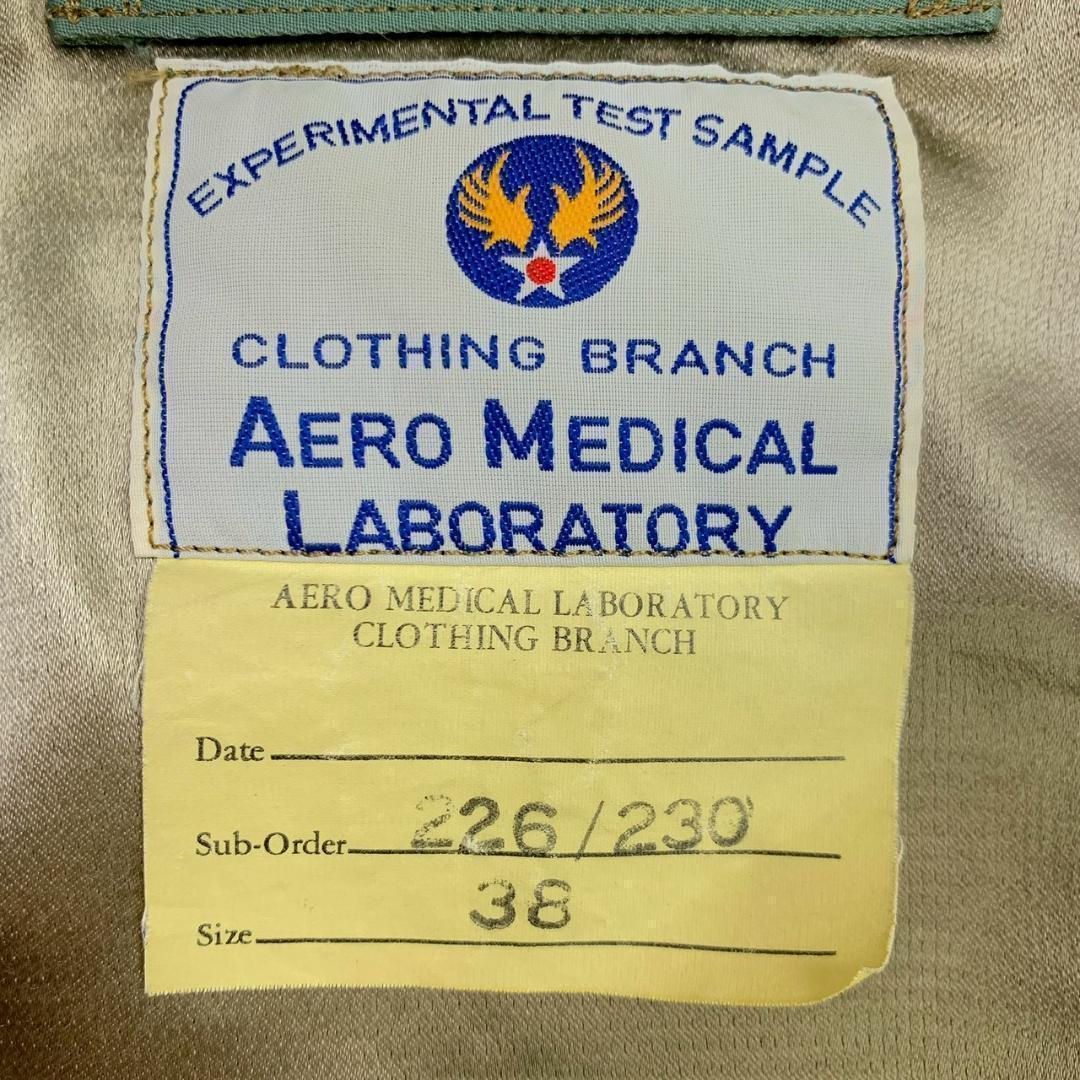 EXPERIMENTAL TEST SAMPLE
CLOTHING BRANCH
AERO MEDICAL
LABORATORY
AERO MEDICAL LABORATORY
CLOTHING BRANCH
Date
Sub-Order 226/230
Size 38